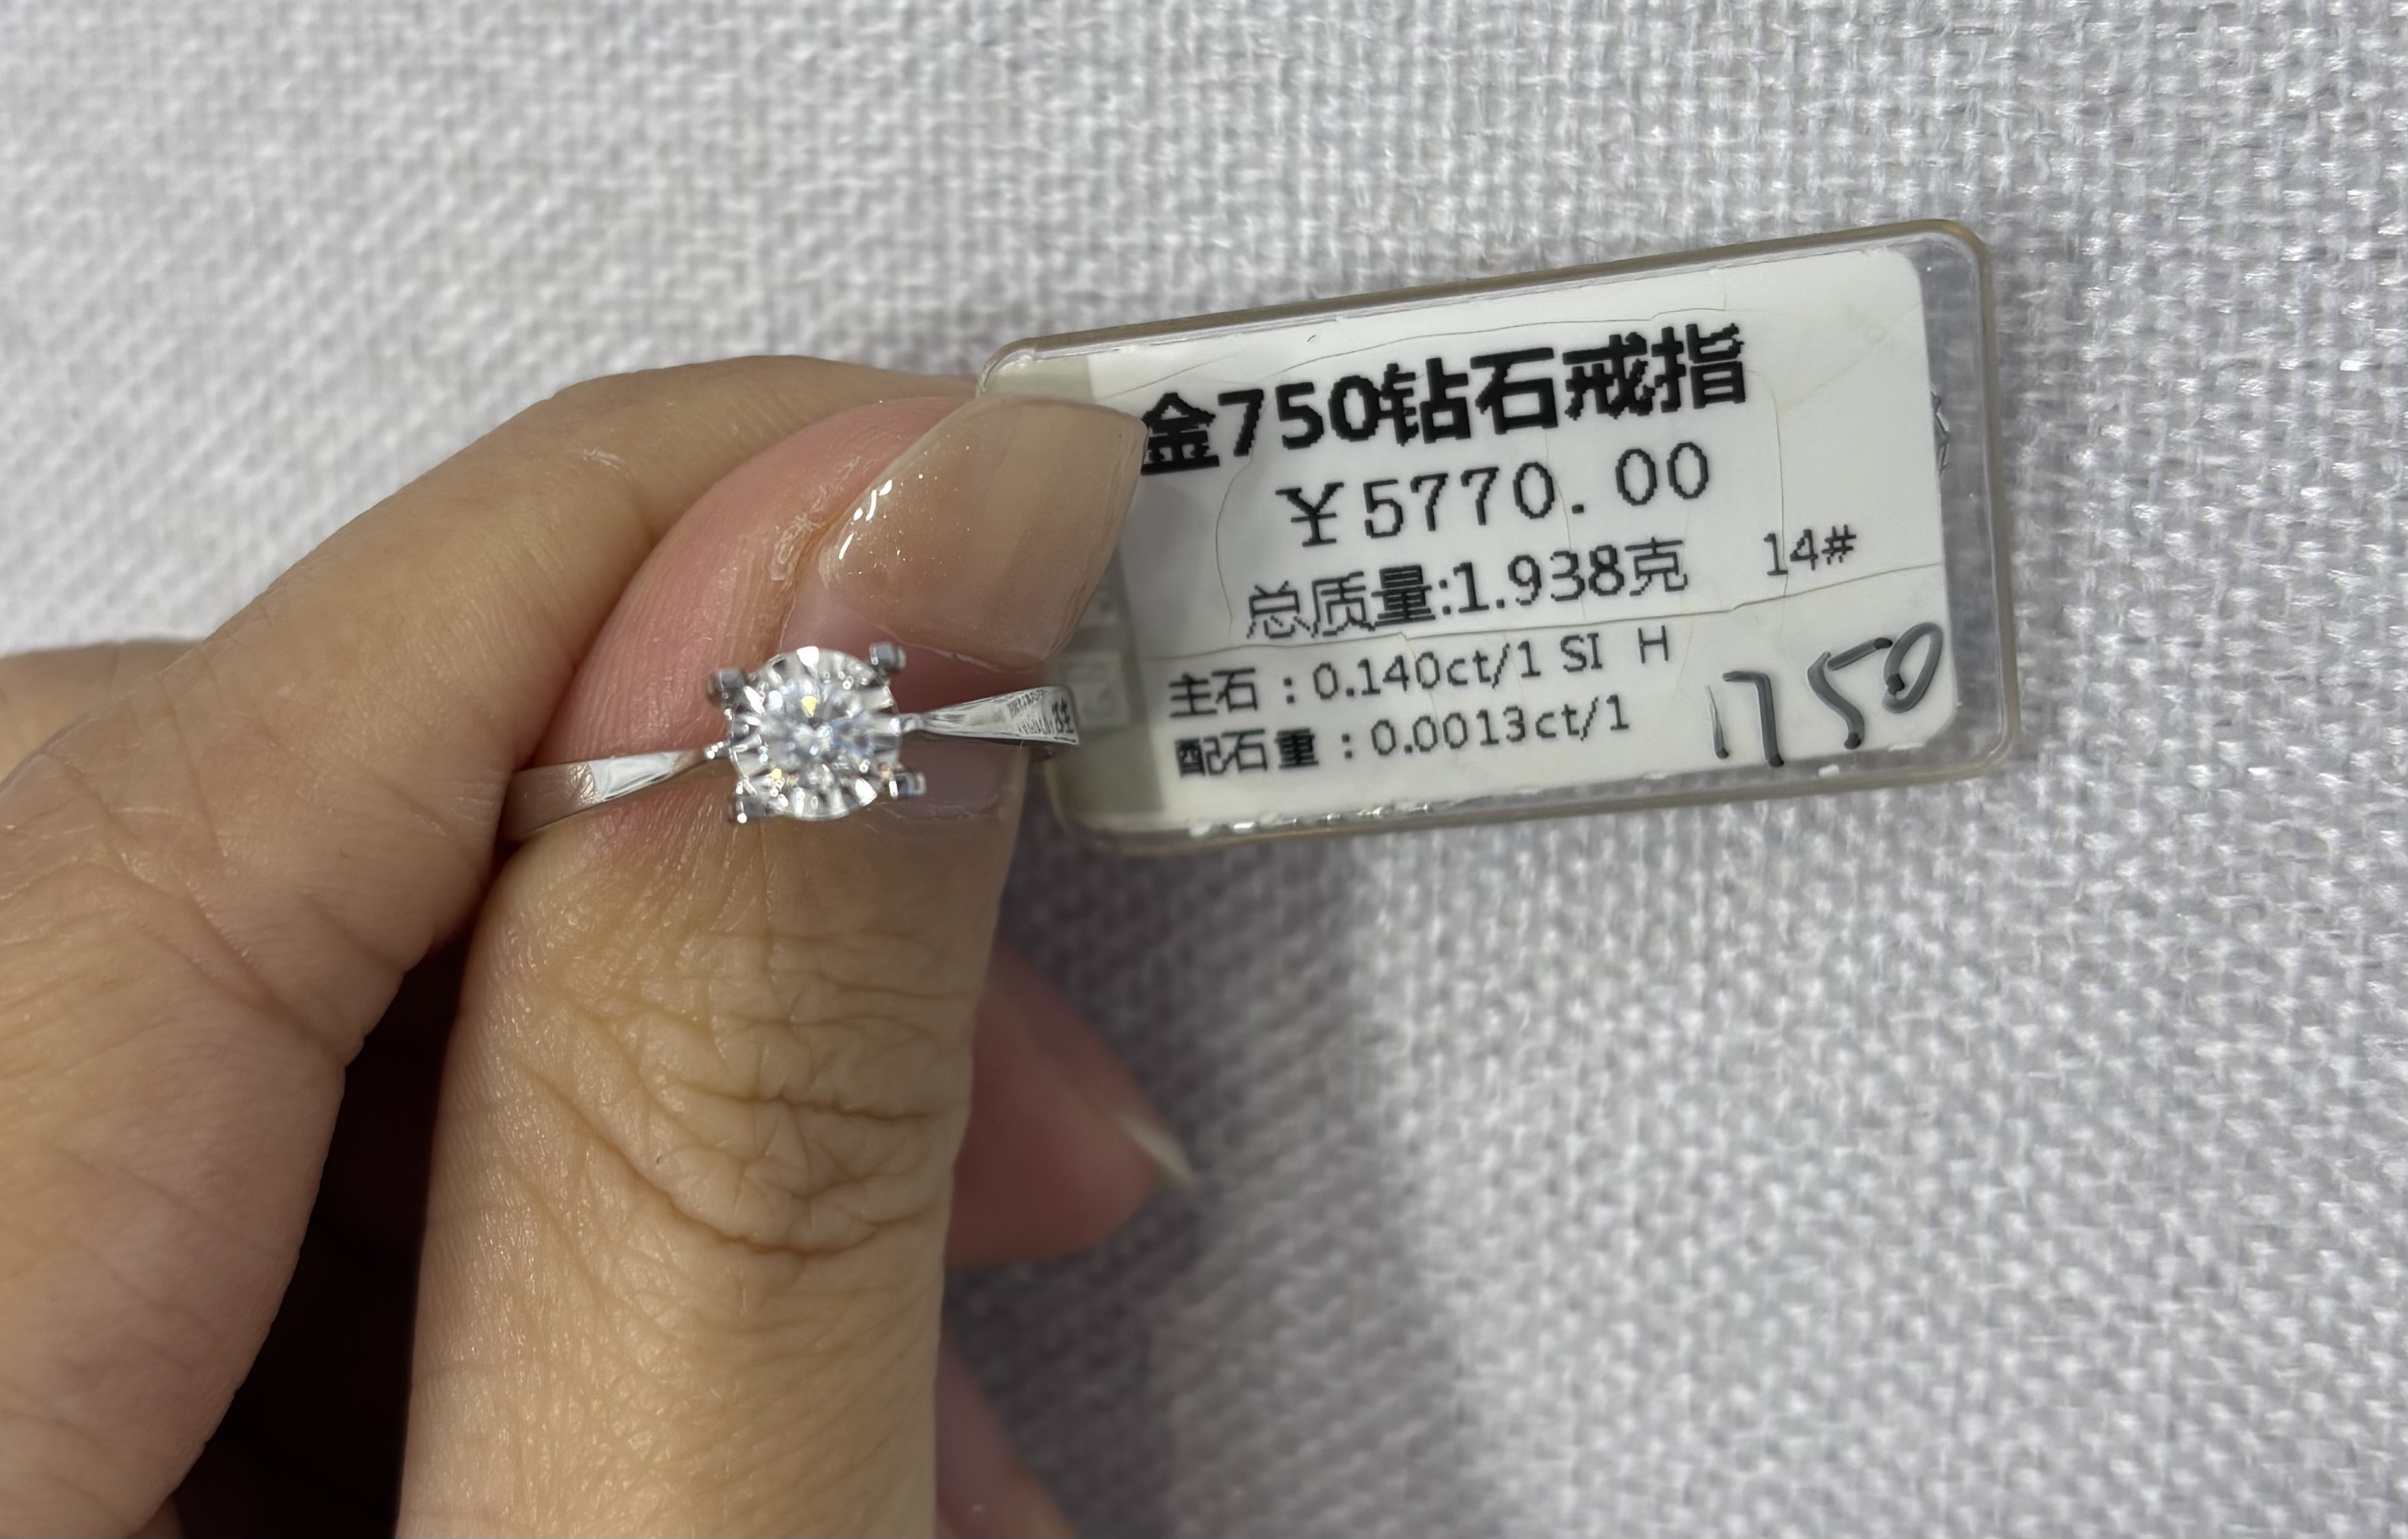 金750钻石戒指
￥5770.00
总质量:1.938克 14#
主石：0.140ct/1 SI H
配石重：0.0013ct/1
1750